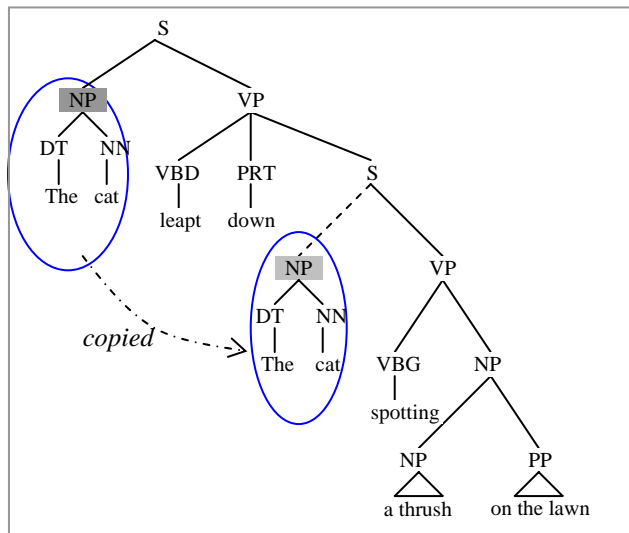 S
NP VP
DT NN VBD PRT S
The cat leapt down
NP VP
DT NN
copied
The cat VBG NP
spotting
NP PP
a thrush on the lawn